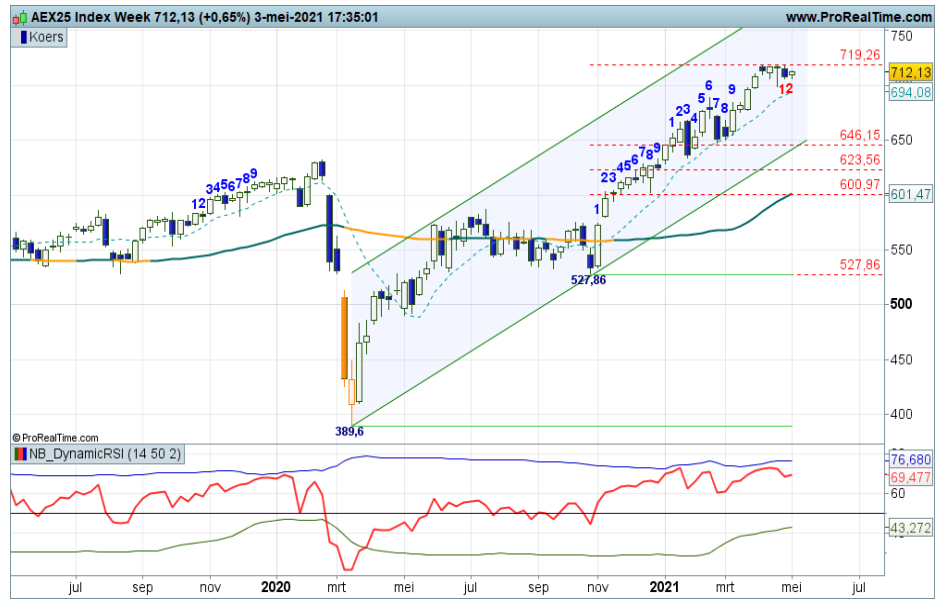 AEX25 Index Week 712,13 (+0,65%) 3-mei-2021 17:35:01 www.ProRealTime.com
Koers
750
719,26
712,13
694,08
650
646,15
623,56
600,97
601,47
550
527,86
500
450
400
1 2 3 4 5 6 7 8 9
1 2 3 4 5 6 7 8 9
1 2 3 4 5 6 7 8 9
1 2
527,86
389,6
©ProRealTime.com
NB_DynamicRSI (14 50 2)
76,680
69,477
60
43,272
jul sep nov 2020 mrt mei jul sep nov 2021 mrt mei jul